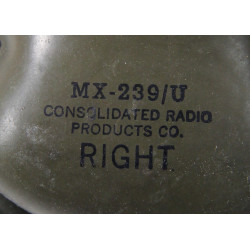 MX-239/U
CONSOLIDATED RADIO
PRODUCTS CO.
RIGHT